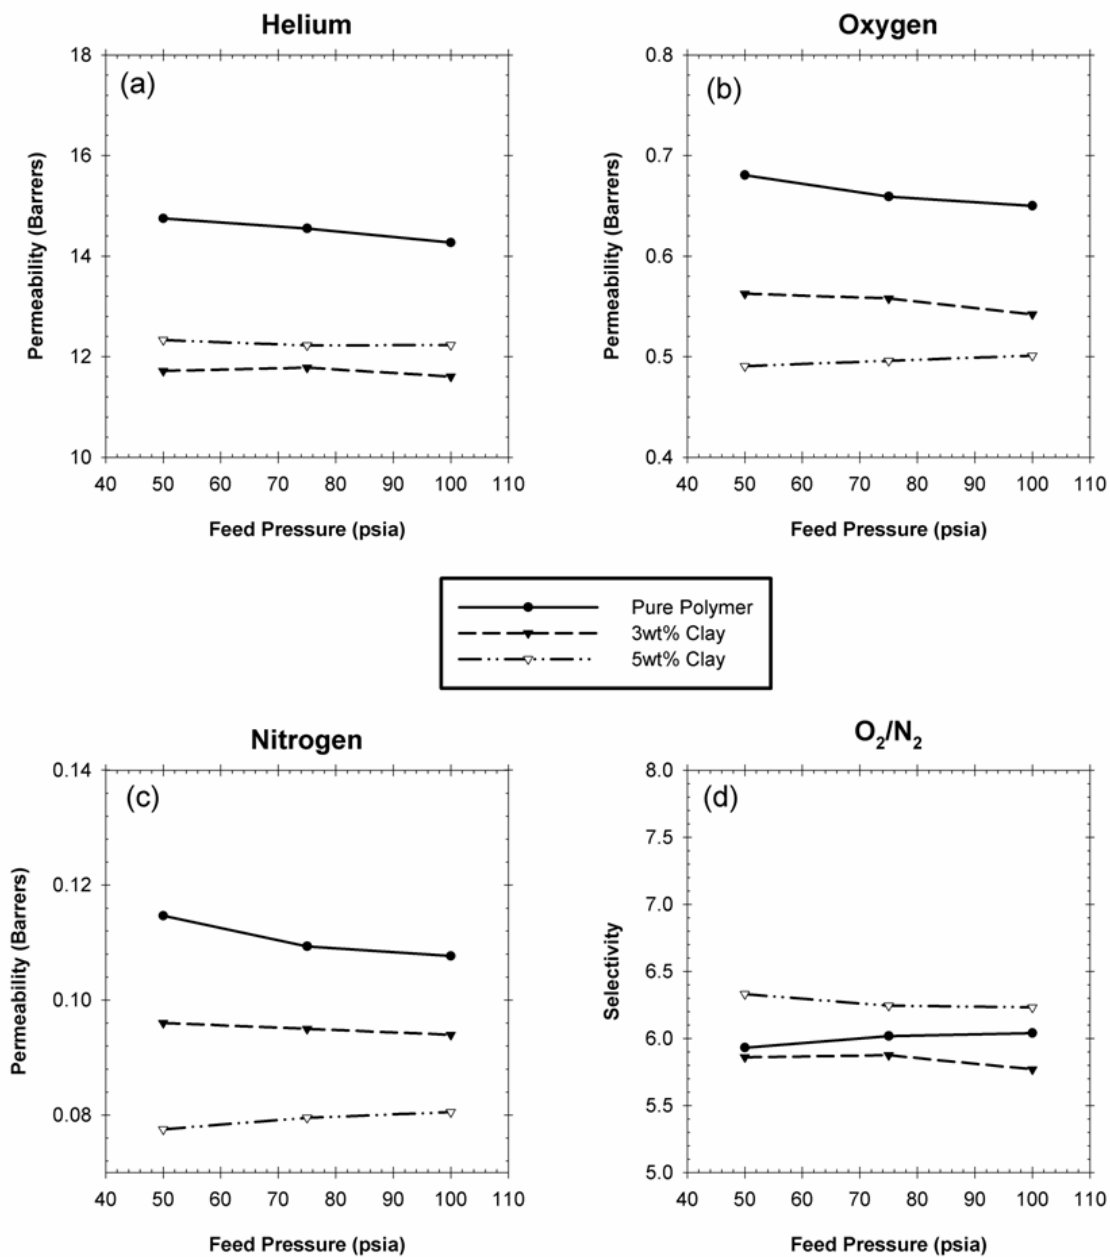 Helium
(a)
Permeability (Barrers)
18
16
14
12
10
40 50 60 70 80 90 100 110
Feed Pressure (psia)
Oxygen
(b)
Permeability (Barrers)
0.8
0.7
0.6
0.5
0.4
40 50 60 70 80 90 100 110
Feed Pressure (psia)
Pure Polymer
3wt% Clay
5wt% Clay
Nitrogen
(c)
Permeability (Barrers)
0.14
0.12
0.10
0.08
40 50 60 70 80 90 100 110
Feed Pressure (psia)
O₂/N₂
(d)
Selectivity
8.0
7.5
7.0
6.5
6.0
5.5
5.0
40 50 60 70 80 90 100 110
Feed Pressure (psia)